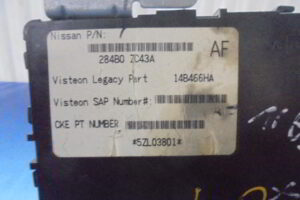 Nissan P/N:
AF
284B0 ZC43A
Visteon Legacy Part 14B466HA
Visteon SAP Number#:
CKE PT NUMBER
*5ZL03801*